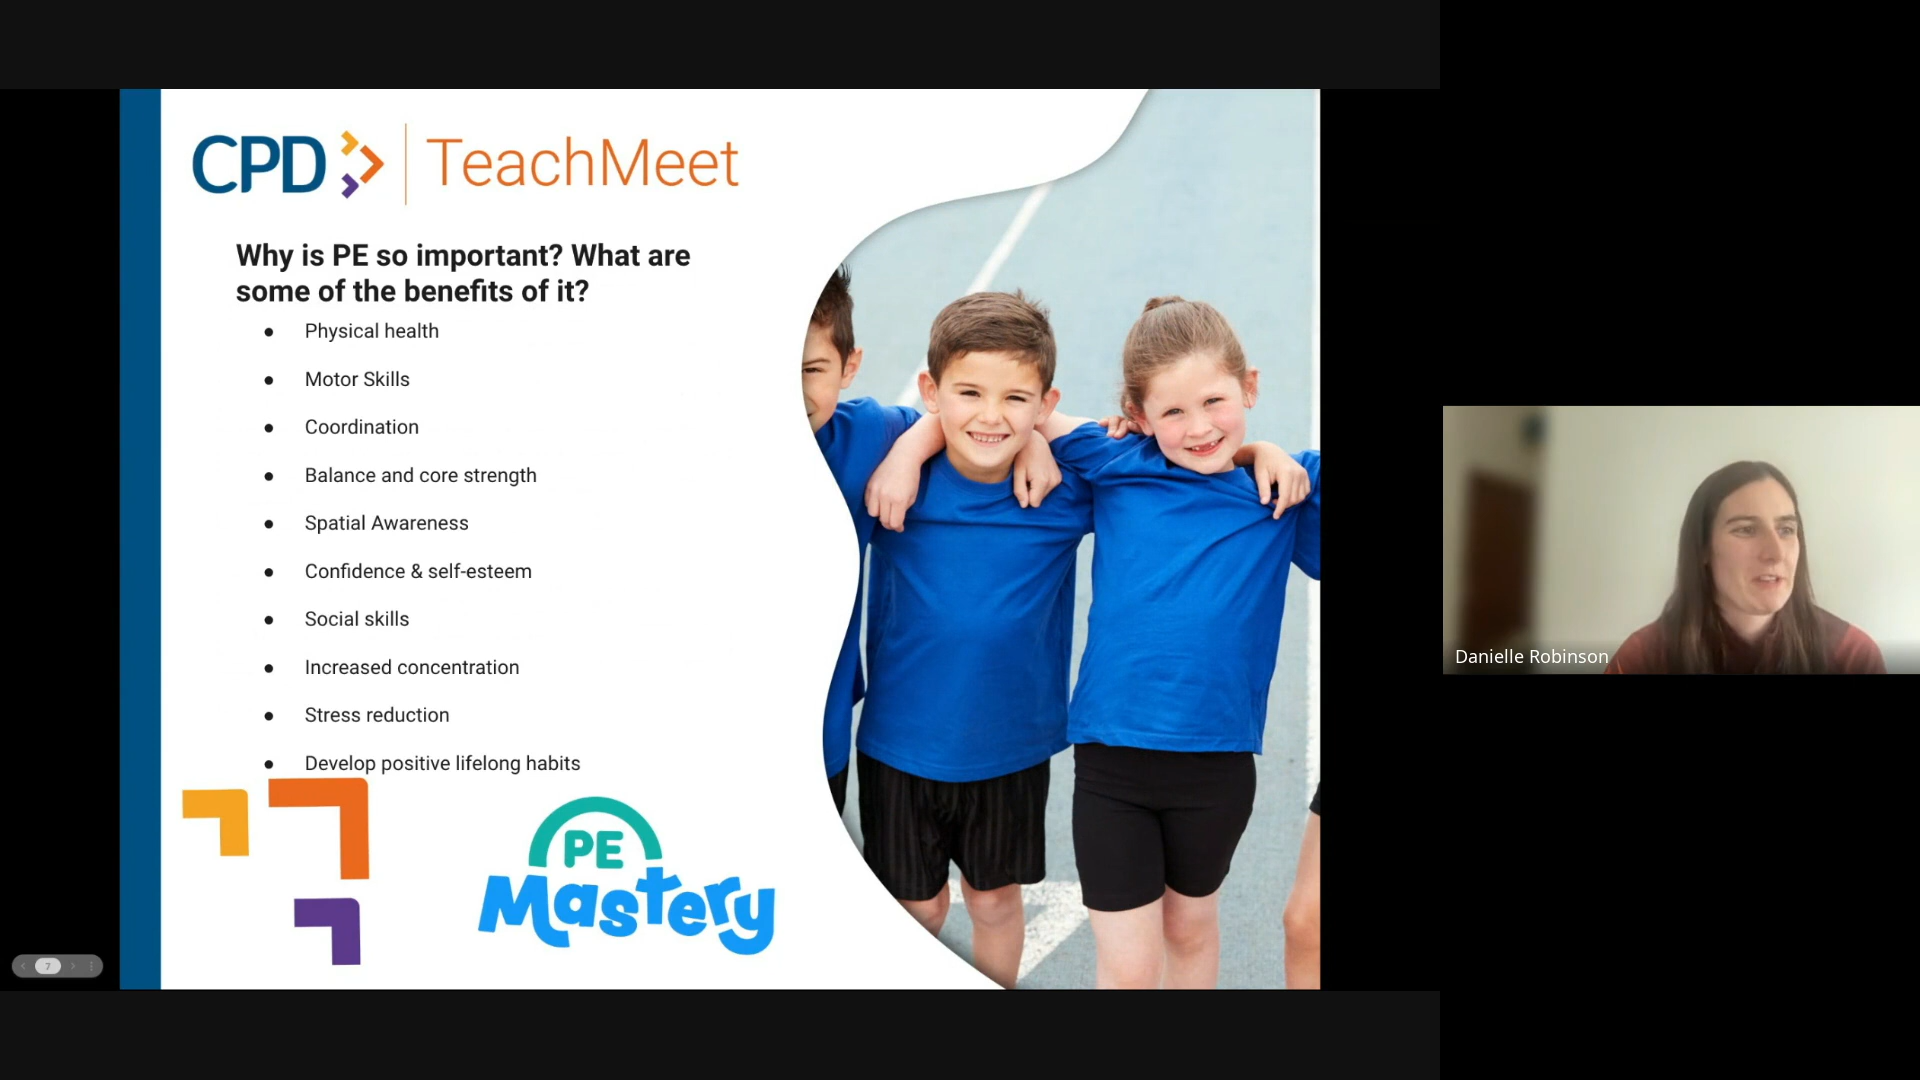 CPD | TeachMeet
Why is PE so important? What are
some of the benefits of it?
● Physical health
● Motor Skills
● Coordination
● Balance and core strength
● Spatial Awareness
● Confidence & self-esteem
● Social skills
● Increased concentration
● Stress reduction
● Develop positive lifelong habits
PE
Mastery
7
Danielle Robinson